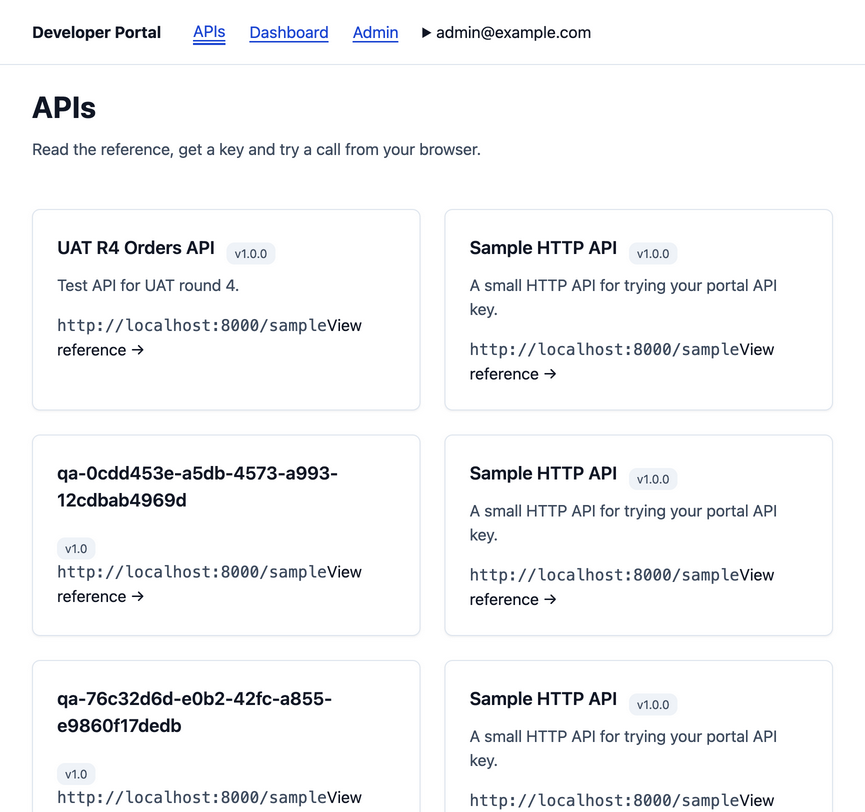 Developer Portal APIs Dashboard Admin ▶ admin@example.com
APIs
Read the reference, get a key and try a call from your browser.
UAT R4 Orders API v1.0.0
Test API for UAT round 4.
http://localhost:8000/sampleView
reference →
Sample HTTP API v1.0.0
A small HTTP API for trying your portal API
key.
http://localhost:8000/sampleView
reference →
qa-0cdd453e-a5db-4573-a993-
12cdbab4969d
v1.0
http://localhost:8000/sampleView
reference →
Sample HTTP API v1.0.0
A small HTTP API for trying your portal API
key.
http://localhost:8000/sampleView
reference →
qa-76c32d6d-e0b2-42fc-a855-
e9860f17dedb
v1.0
http://localhost:8000/sampleView
Sample HTTP API v1.0.0
A small HTTP API for trying your portal API
key.
http://localhost:8000/sampleView